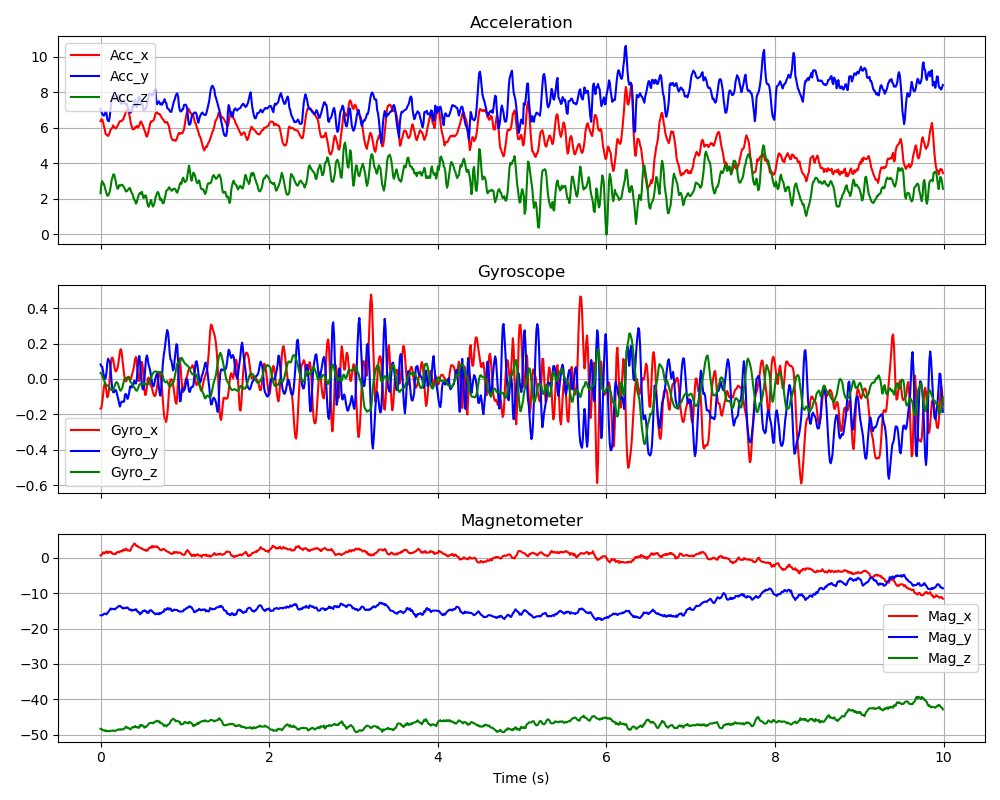 Acceleration
10
8
6
4
2
0
Acc_x
Acc_y
Acc_z
Gyroscope
0.4
0.2
0.0
−0.2
−0.4
−0.6
Gyro_x
Gyro_y
Gyro_z
Magnetometer
0
−10
−20
−30
−40
−50
Mag_x
Mag_y
Mag_z
0 2 4 6 8 10
Time (s)